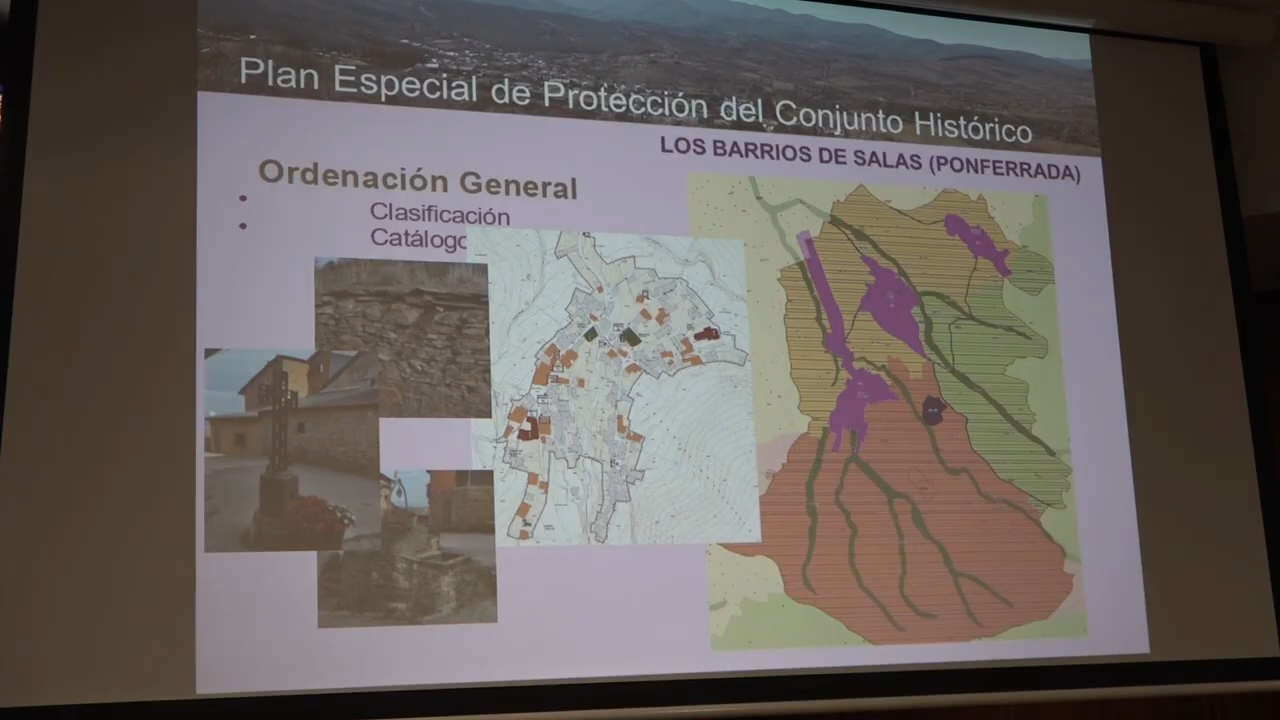 Plan Especial de Protección del Conjunto Histórico
LOS BARRIOS DE SALAS (PONFERRADA)
Ordenación General
• Clasificación
• Catálogo